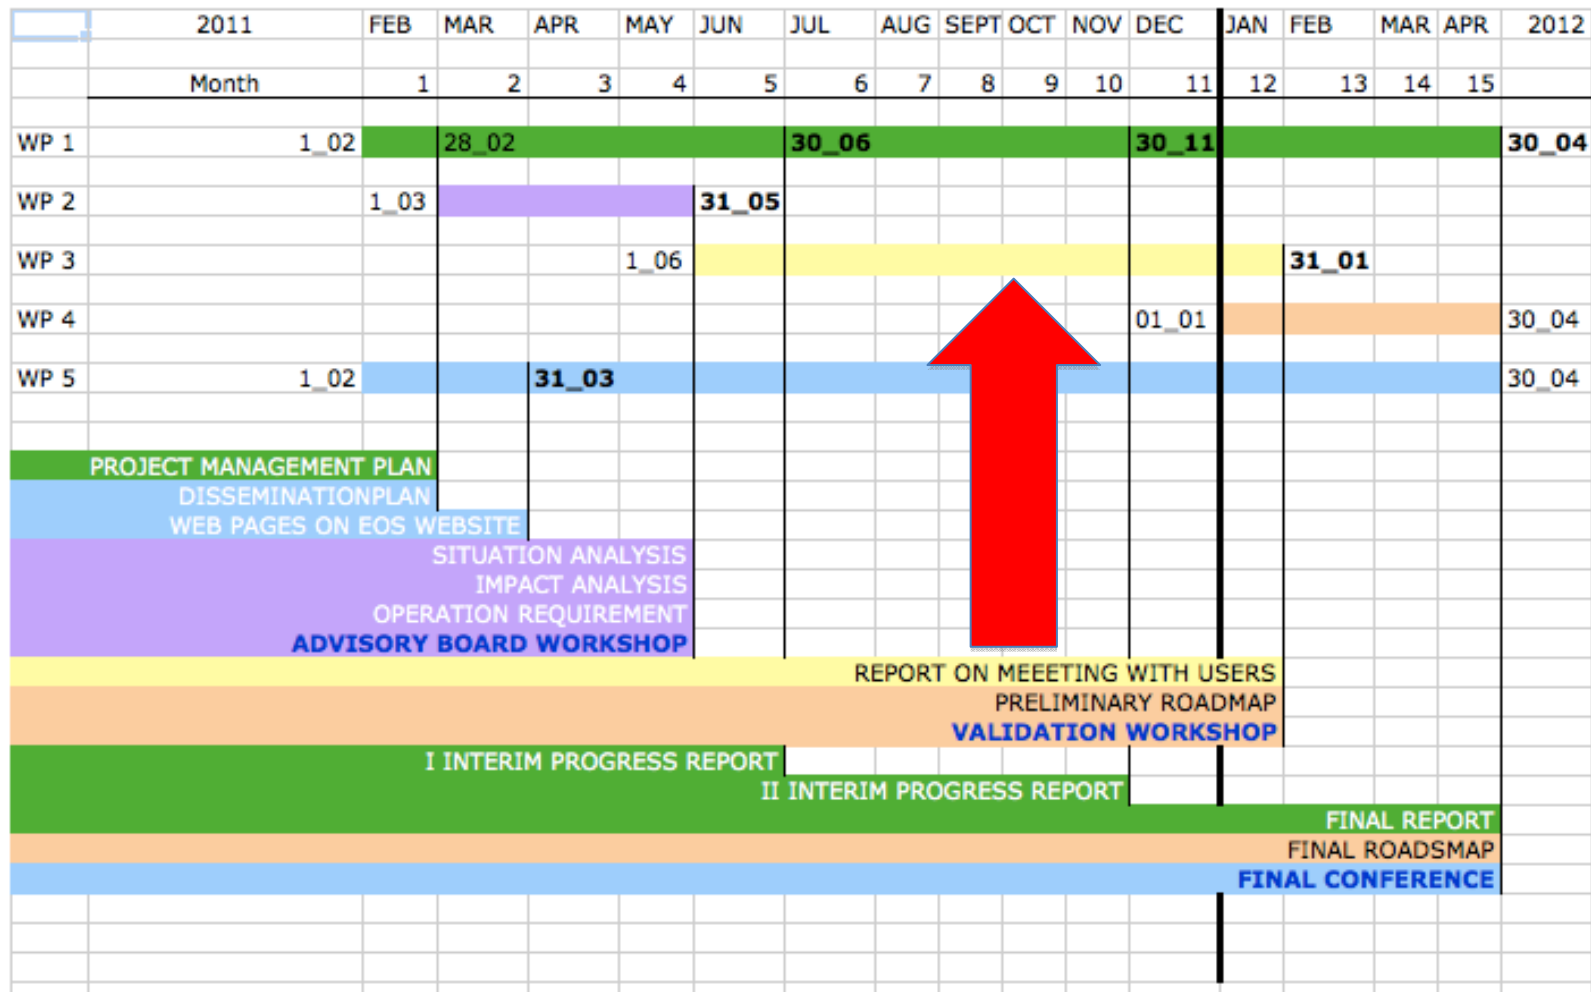 2011 FEB MAR APR MAY JUN JUL AUG SEPT OCT NOV DEC JAN FEB MAR APR 2012
Month 1 2 3 4 5 6 7 8 9 10 11 12 13 14 15
WP 1 1_02 28_02 30_06 30_11 30_04
WP 2 1_03 31_05
WP 3 1_06 31_01
WP 4 01_01 30_04
WP 5 1_02 31_03 30_04
PROJECT MANAGEMENT PLAN
DISSEMINATIONPLAN
WEB PAGES ON EOS WEBSITE
SITUATION ANALYSIS
IMPACT ANALYSIS
OPERATION REQUIREMENT
ADVISORY BOARD WORKSHOP
REPORT ON MEEETING WITH USERS
PRELIMINARY ROADMAP
VALIDATION WORKSHOP
I INTERIM PROGRESS REPORT
II INTERIM PROGRESS REPORT
FINAL REPORT
FINAL ROADSMAP
FINAL CONFERENCE